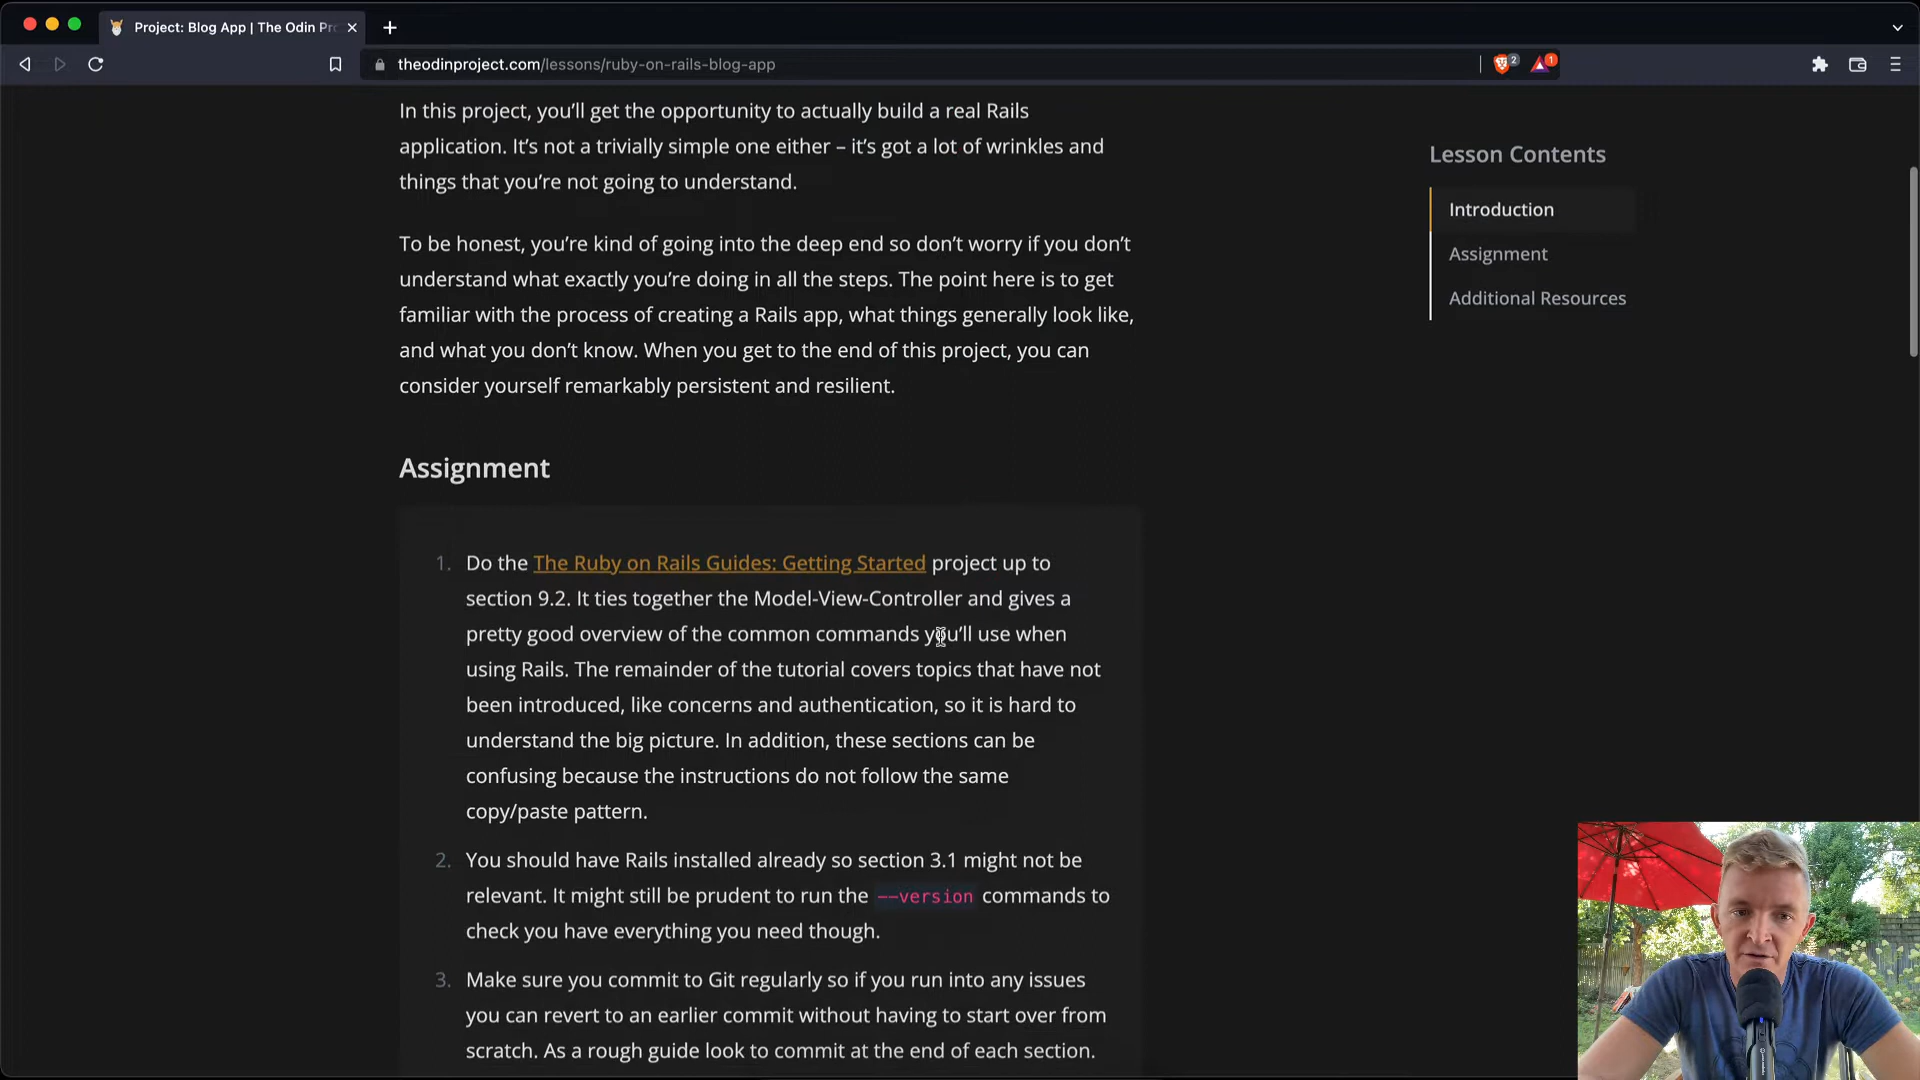 Project: Blog App | The Odin Pr
theodinproject.com/lessons/ruby-on-rails-blog-app
2
1
In this project, you’ll get the opportunity to actually build a real Rails
application. It’s not a trivially simple one either – it’s got a lot of wrinkles and
things that you’re not going to understand.
To be honest, you’re kind of going into the deep end so don’t worry if you don’t
understand what exactly you’re doing in all the steps. The point here is to get
familiar with the process of creating a Rails app, what things generally look like,
and what you don’t know. When you get to the end of this project, you can
consider yourself remarkably persistent and resilient.
Assignment
1. Do the The Ruby on Rails Guides: Getting Started project up to
section 9.2. It ties together the Model-View-Controller and gives a
pretty good overview of the common commands you’ll use when
using Rails. The remainder of the tutorial covers topics that have not
been introduced, like concerns and authentication, so it is hard to
understand the big picture. In addition, these sections can be
confusing because the instructions do not follow the same
copy/paste pattern.
2. You should have Rails installed already so section 3.1 might not be
relevant. It might still be prudent to run the --version commands to
check you have everything you need though.
3. Make sure you commit to Git regularly so if you run into any issues
you can revert to an earlier commit without having to start over from
scratch. As a rough guide look to commit at the end of each section.
Lesson Contents
Introduction
Assignment
Additional Resources